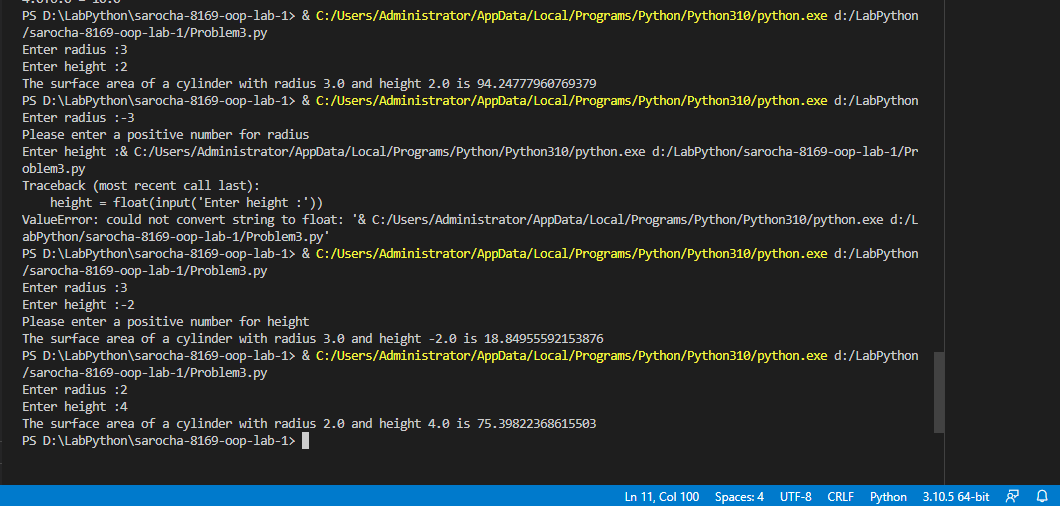 PS D:\LabPython\sarocha-8169-oop-lab-1> & C:/Users/Administrator/AppData/Local/Programs/Python/Python310/python.exe d:/LabPython
/sarocha-8169-oop-lab-1/Problem3.py
Enter radius :3
Enter height :2
The surface area of a cylinder with radius 3.0 and height 2.0 is 94.24777960769379
PS D:\LabPython\sarocha-8169-oop-lab-1> & C:/Users/Administrator/AppData/Local/Programs/Python/Python310/python.exe d:/LabPython
Enter radius :-3
Please enter a positive number for radius
Enter height :& C:/Users/Administrator/AppData/Local/Programs/Python/Python310/python.exe d:/LabPython/sarocha-8169-oop-lab-1/Pr
oblem3.py
Traceback (most recent call last):
    height = float(input('Enter height :'))
ValueError: could not convert string to float: '& C:/Users/Administrator/AppData/Local/Programs/Python/Python310/python.exe d:/L
abPython/sarocha-8169-oop-lab-1/Problem3.py'
PS D:\LabPython\sarocha-8169-oop-lab-1> & C:/Users/Administrator/AppData/Local/Programs/Python/Python310/python.exe d:/LabPython
/sarocha-8169-oop-lab-1/Problem3.py
Enter radius :3
Enter height :-2
Please enter a positive number for height
The surface area of a cylinder with radius 3.0 and height -2.0 is 18.84955592153876
PS D:\LabPython\sarocha-8169-oop-lab-1> & C:/Users/Administrator/AppData/Local/Programs/Python/Python310/python.exe d:/LabPython
/sarocha-8169-oop-lab-1/Problem3.py
Enter radius :2
Enter height :4
The surface area of a cylinder with radius 2.0 and height 4.0 is 75.39822368615503
PS D:\LabPython\sarocha-8169-oop-lab-1>
Ln 11, Col 100 Spaces: 4 UTF-8 CRLF Python 3.10.5 64-bit